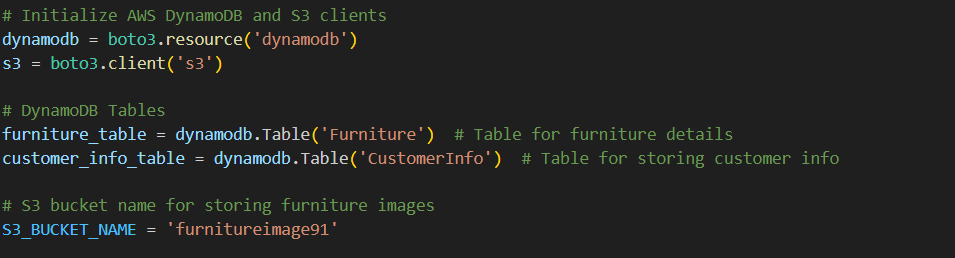 # Initialize AWS DynamoDB and S3 clients
dynamodb = boto3.resource('dynamodb')
s3 = boto3.client('s3')
# DynamoDB Tables
furniture_table = dynamodb.Table('Furniture')  # Table for furniture details
customer_info_table = dynamodb.Table('CustomerInfo')  # Table for storing customer info
# S3 bucket name for storing furniture images
S3_BUCKET_NAME = 'furnitureimage91'